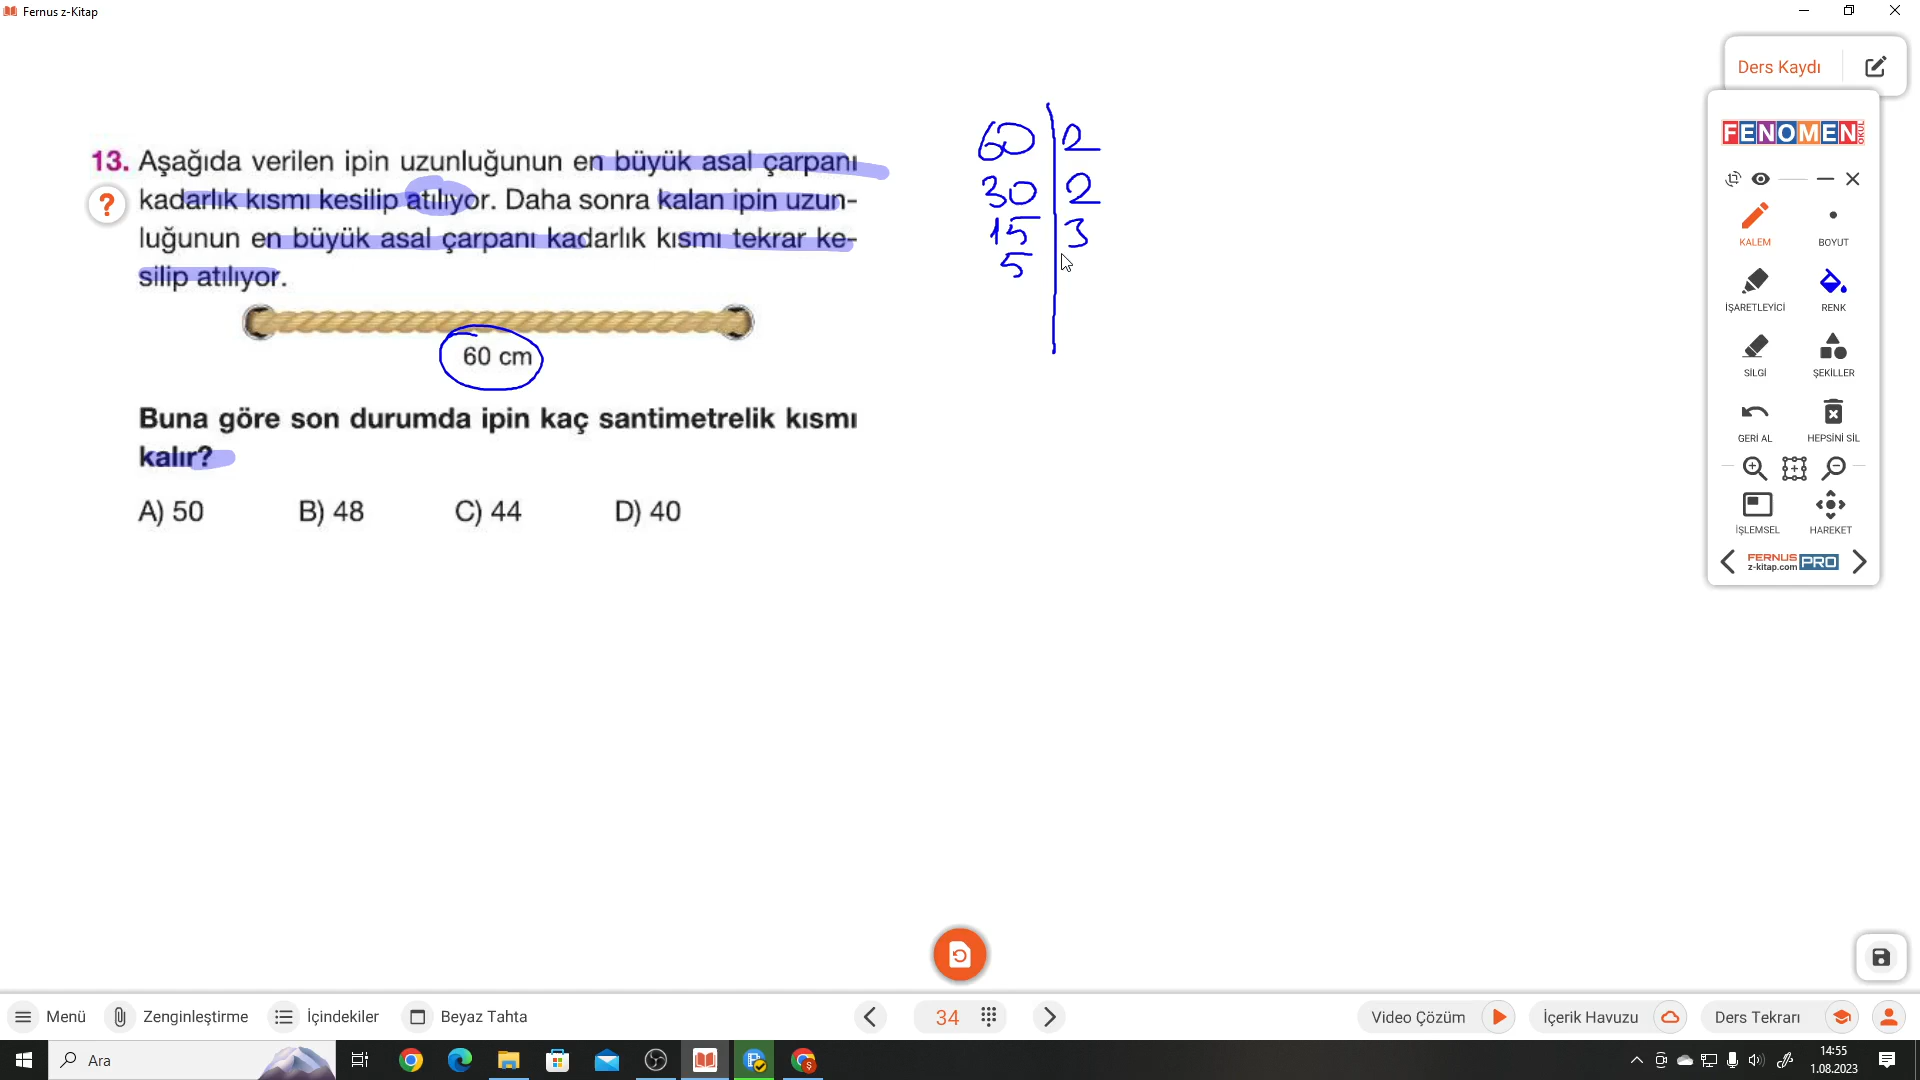 Fernus z-Kitap
Ders Kaydı
13. Aşağıda verilen ipin uzunluğunun en büyük asal çarpanı
kadarlık kısmı kesilip atılıyor. Daha sonra kalan ipin uzun-
luğunun en büyük asal çarpanı kadarlık kısmı tekrar ke-
silip atılıyor.
?
60 cm
Buna göre son durumda ipin kaç santimetrelik kısmı
kalır?
A) 50 B) 48 C) 44 D) 40
60 2
30 2
15 3
5
FENOMEN OKUL
KALEM BOYUT
İŞARETLEYİCİ RENK
SİLGİ ŞEKİLLER
GERİ AL HEPSİNİ SİL
İŞLEMSEL HAREKET
FERNUS PRO
z-kitap.com
Menü Zenginleştirme İçindekiler Beyaz Tahta 34 Video Çözüm İçerik Havuzu Ders Tekrarı
Ara
14:55
1.08.2023